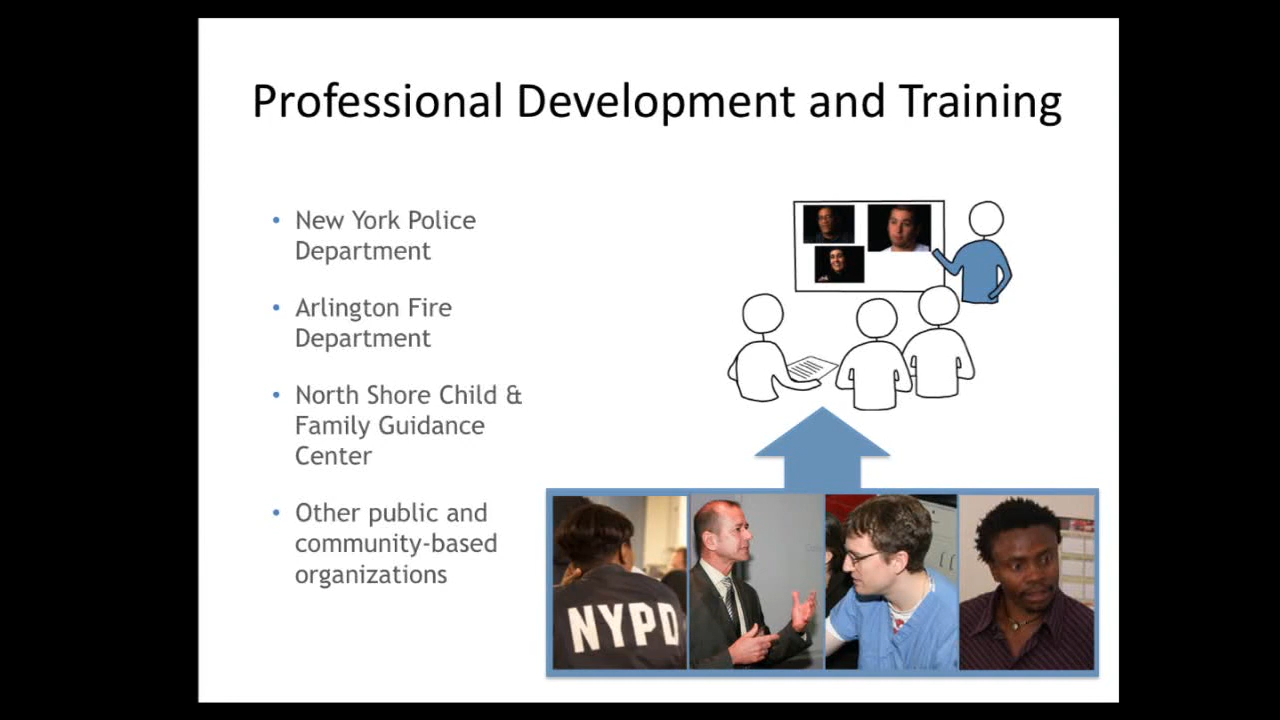 Professional Development and Training
• New York Police
Department
• Arlington Fire
Department
• North Shore Child &
Family Guidance
Center
• Other public and
community-based
organizations
NYPD